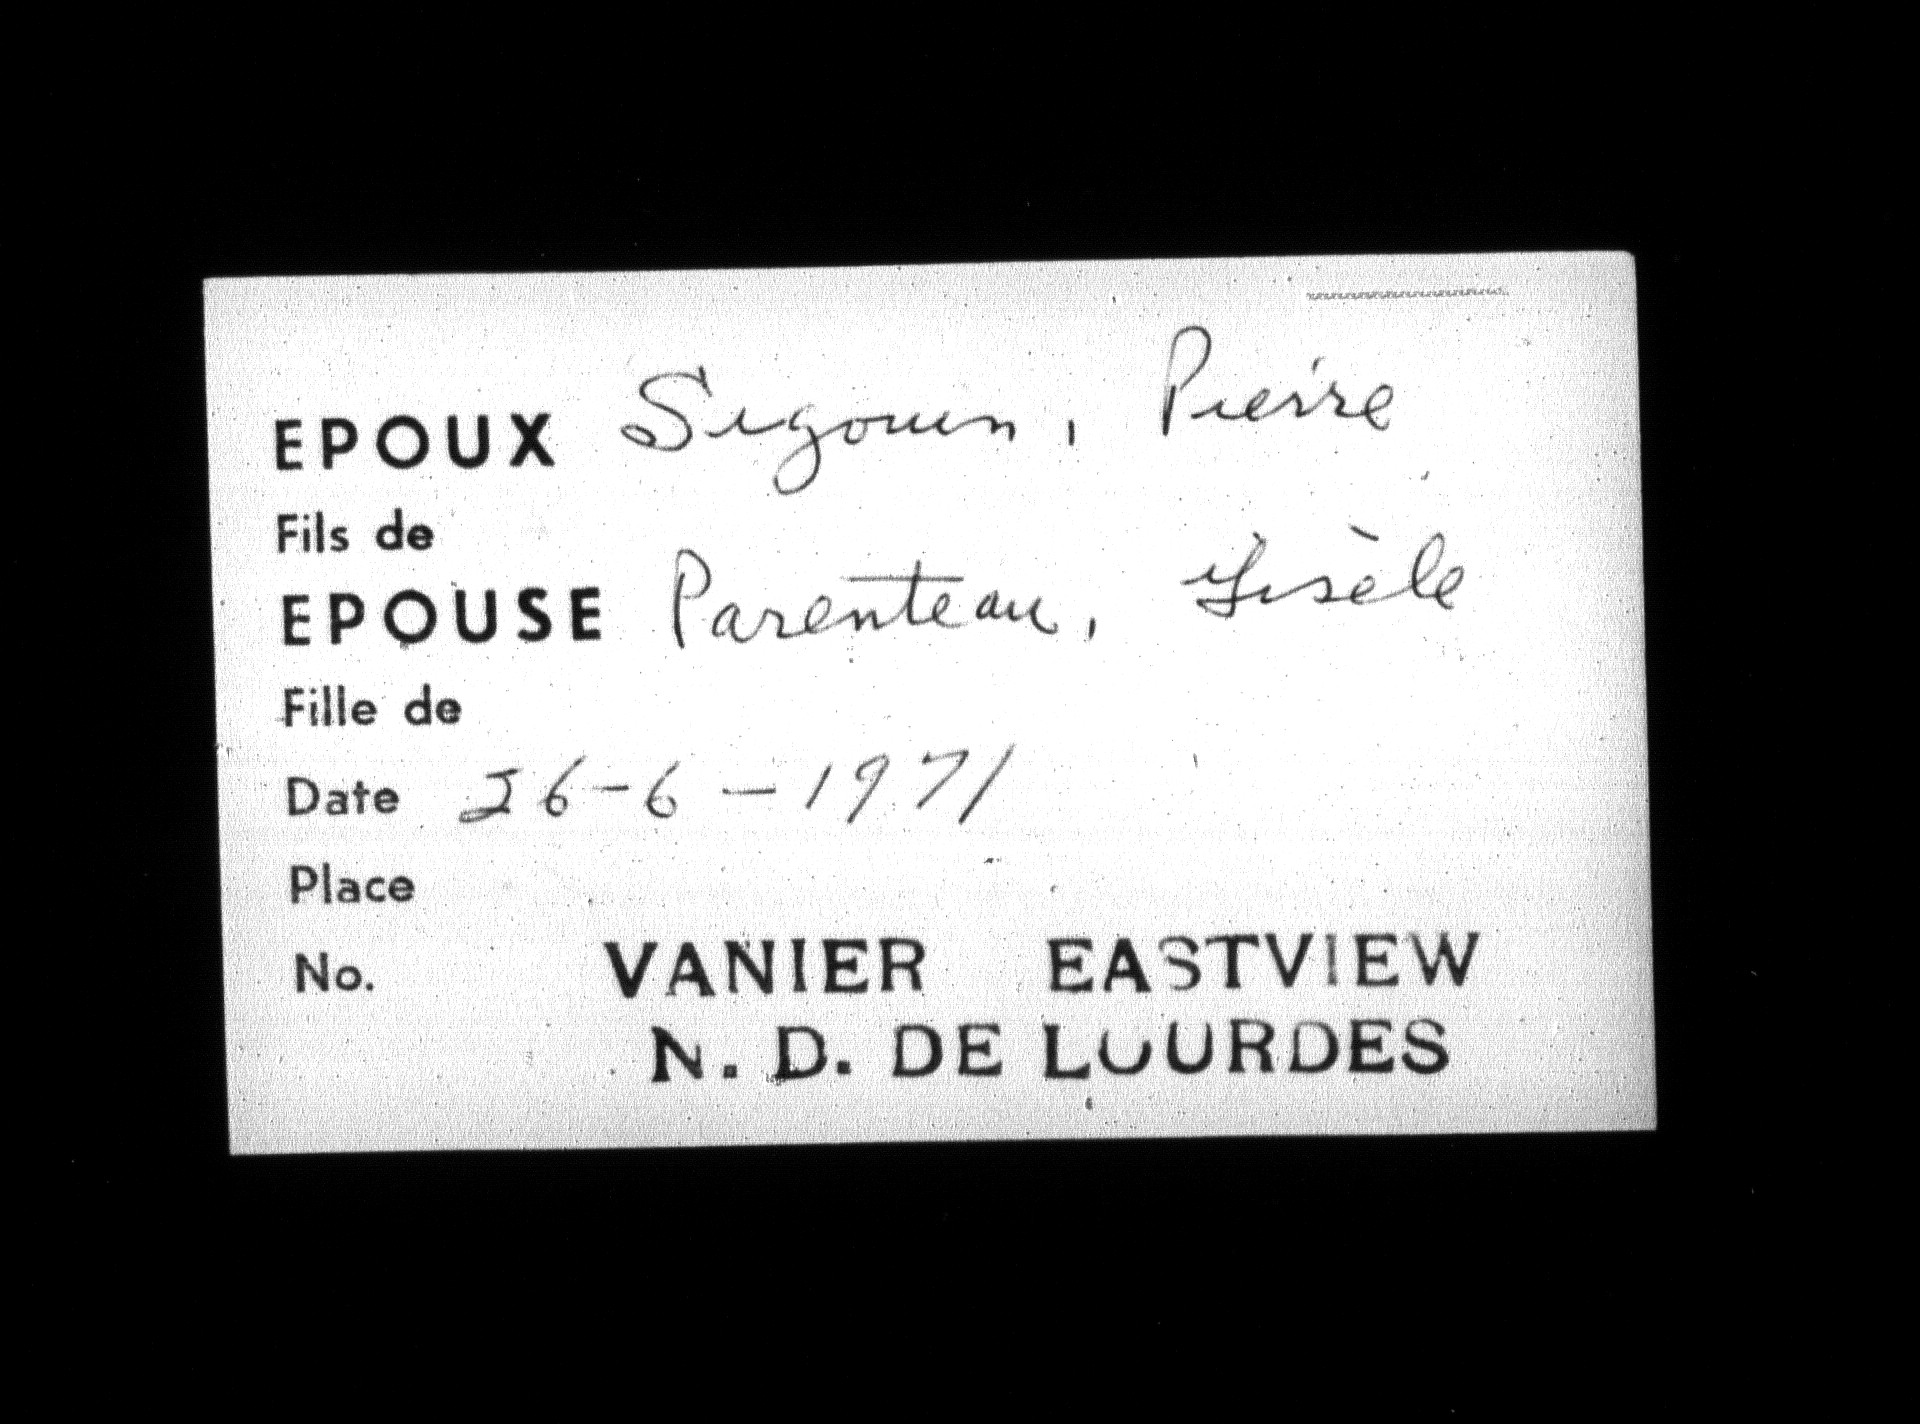 EPOUX Segouin, Pierre
Fils de
EPOUSE Parenteau, Gisèle
Fille de
Date 26-6-1971
Place
No. VANIER EASTVIEW
N. D. DE LOURDES